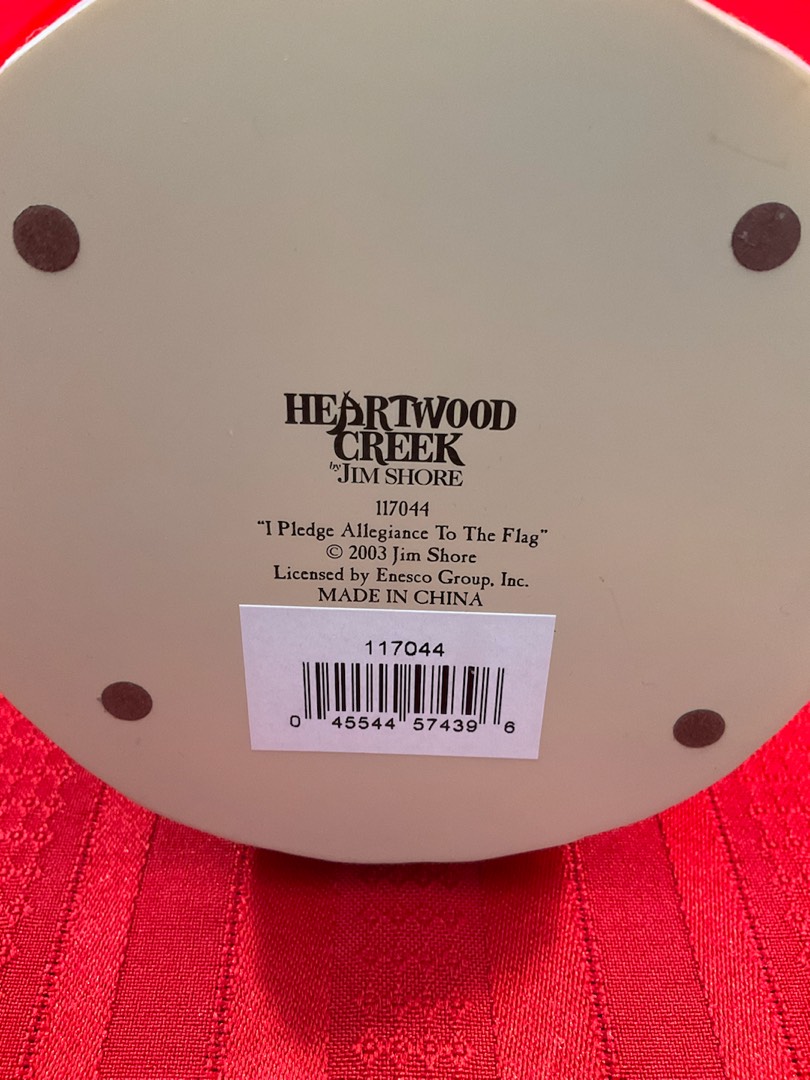 HEARTWOOD
CREEK
by JIM SHORE
117044
"I Pledge Allegiance To The Flag"
© 2003 Jim Shore
Licensed by Enesco Group, Inc.
MADE IN CHINA
117044
0 45544 57439 6